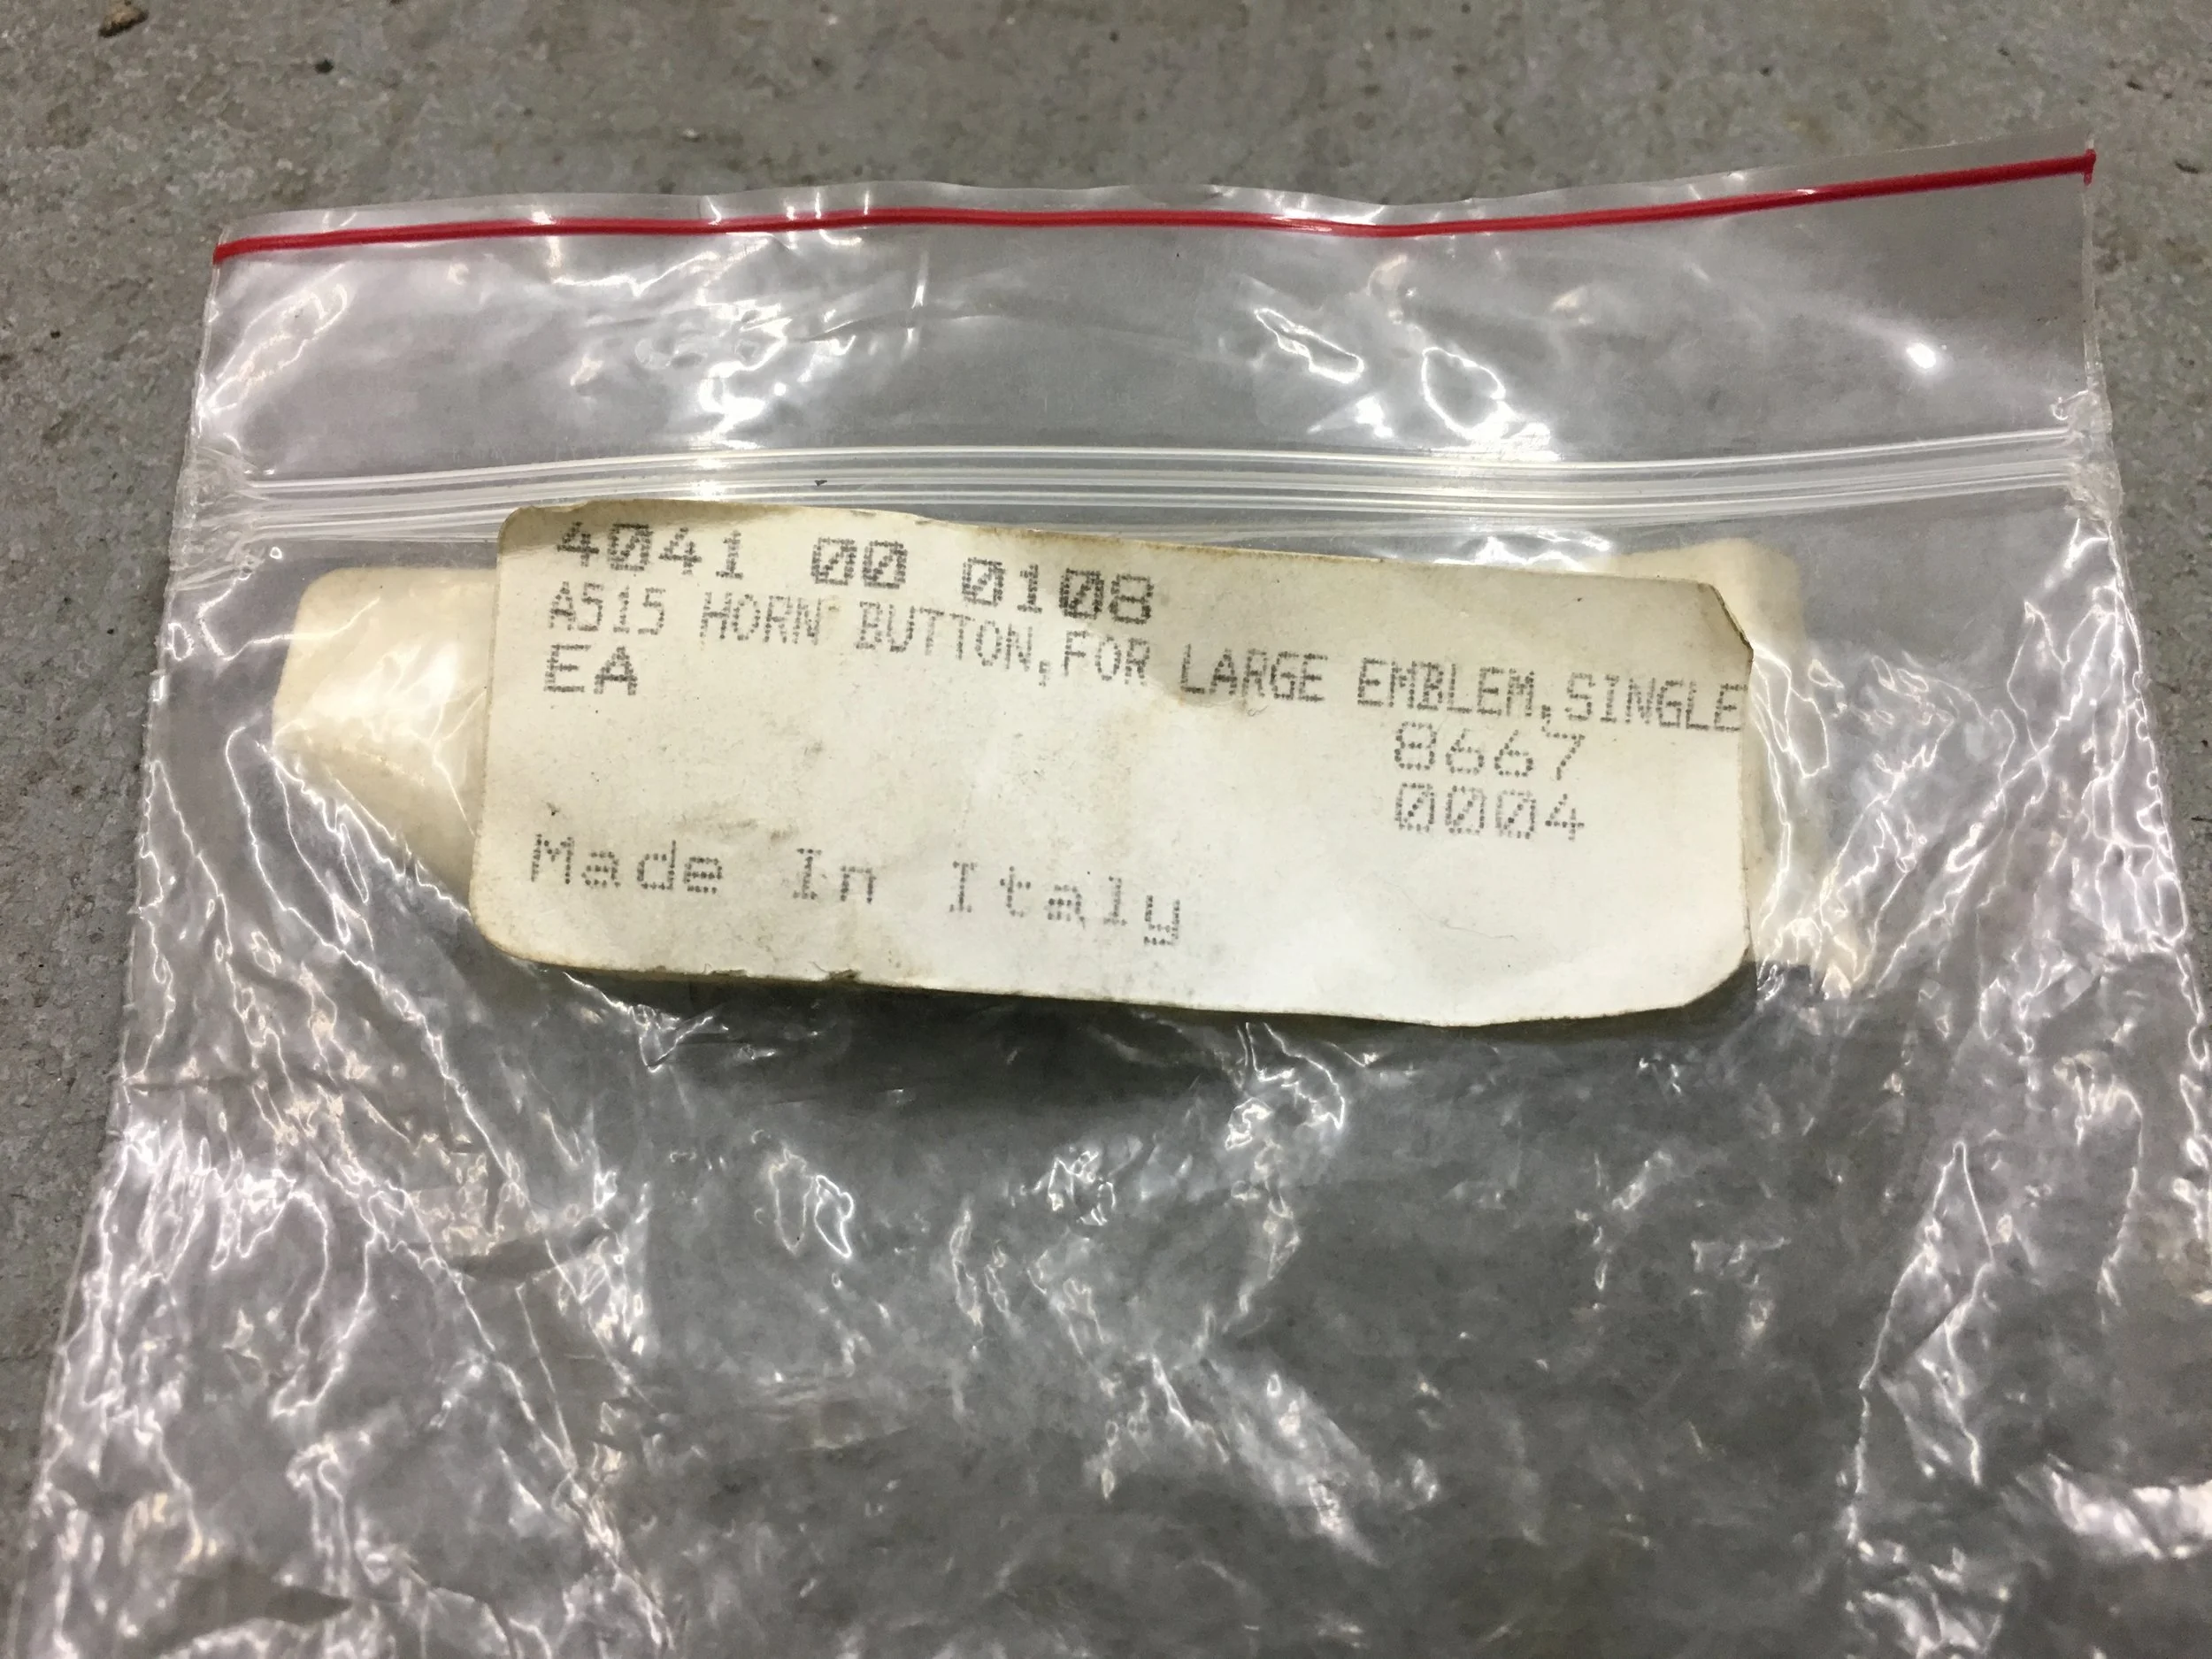 4041 00 0108
A515 HORN BUTTON,FOR LARGE EMBLEM,SINGLE
EA
8667
0004
Made In Italy